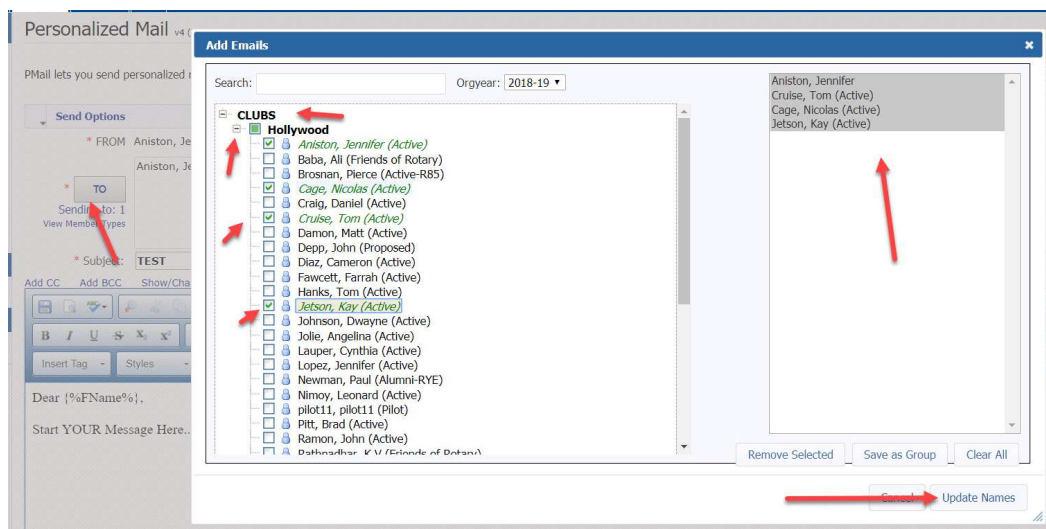 Personalized Mail v4 (
PMail lets you send personalized
Send Options
* FROM Aniston, Je
Aniston, Je
* TO
Sending to: 1
View Member Types
* Subject: TEST
Add CC Add BCC Show/Cha
B I U S X₂ X²
Insert Tag Styles
Dear {%FName%},
Start YOUR Message Here..
Add Emails
Search: Orgyear: 2018-19
CLUBS
Hollywood
Aniston, Jennifer (Active)
Baba, Ali (Friends of Rotary)
Brosnan, Pierce (Active-R85)
Cage, Nicolas (Active)
Craig, Daniel (Active)
Cruise, Tom (Active)
Damon, Matt (Active)
Depp, John (Proposed)
Diaz, Cameron (Active)
Fawcett, Farrah (Active)
Hanks, Tom (Active)
Jetson, Kay (Active)
Johnson, Dwayne (Active)
Jolie, Angelina (Active)
Lauper, Cynthia (Active)
Lopez, Jennifer (Active)
Newman, Paul (Alumni-RYE)
Nimoy, Leonard (Active)
pilot11, pilot11 (Pilot)
Pitt, Brad (Active)
Ramon, John (Active)
Rathnadhar, K V (Friends of Rotary)
Aniston, Jennifer
Cruise, Tom (Active)
Cage, Nicolas (Active)
Jetson, Kay (Active)
Remove Selected Save as Group Clear All
Cancel Update Names